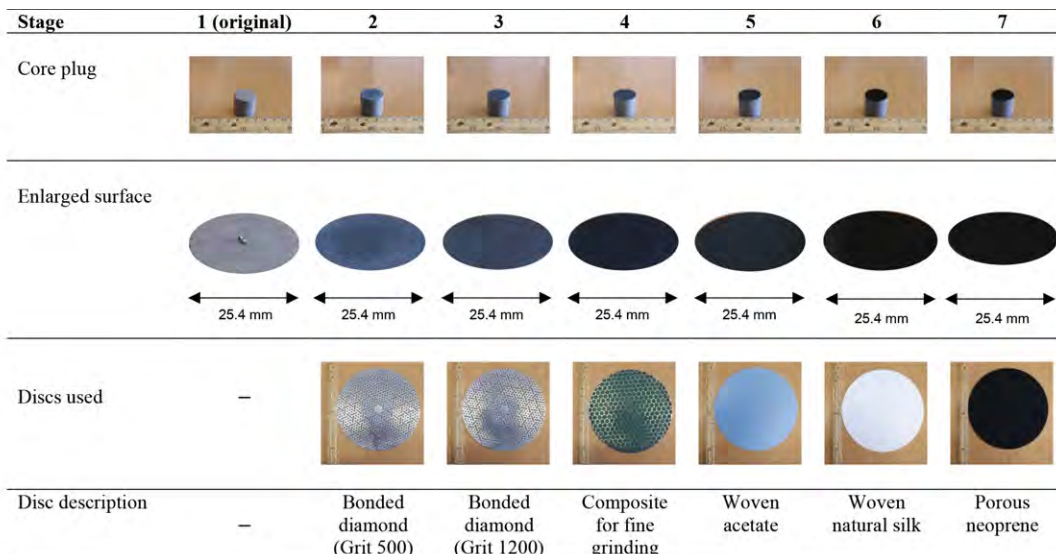 Stage 1 (original) 2 3 4 5 6 7
Core plug
Enlarged surface
25.4 mm 25.4 mm 25.4 mm 25.4 mm 25.4 mm 25.4 mm 25.4 mm
Discs used –
Disc description – Bonded diamond (Grit 500) Bonded diamond (Grit 1200) Composite for fine grinding Woven acetate Woven natural silk Porous neoprene